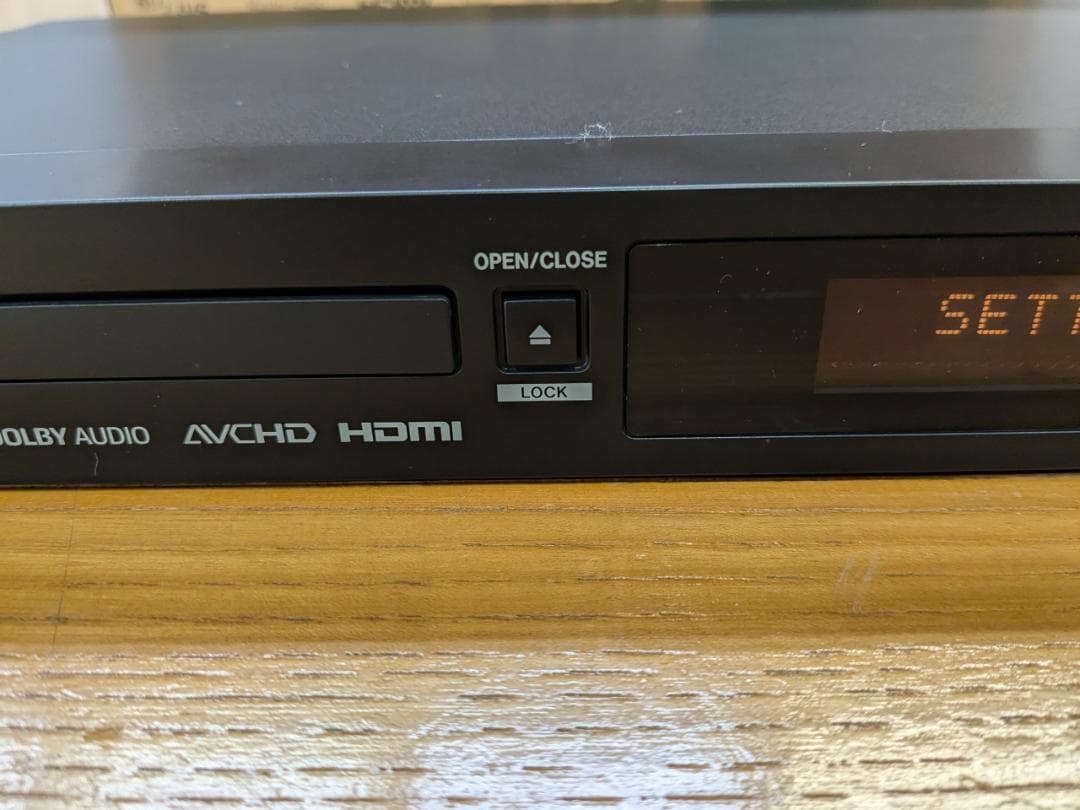 OPEN/CLOSE
SETT
LOCK
DOLBY AUDIO AVCHD HDMI